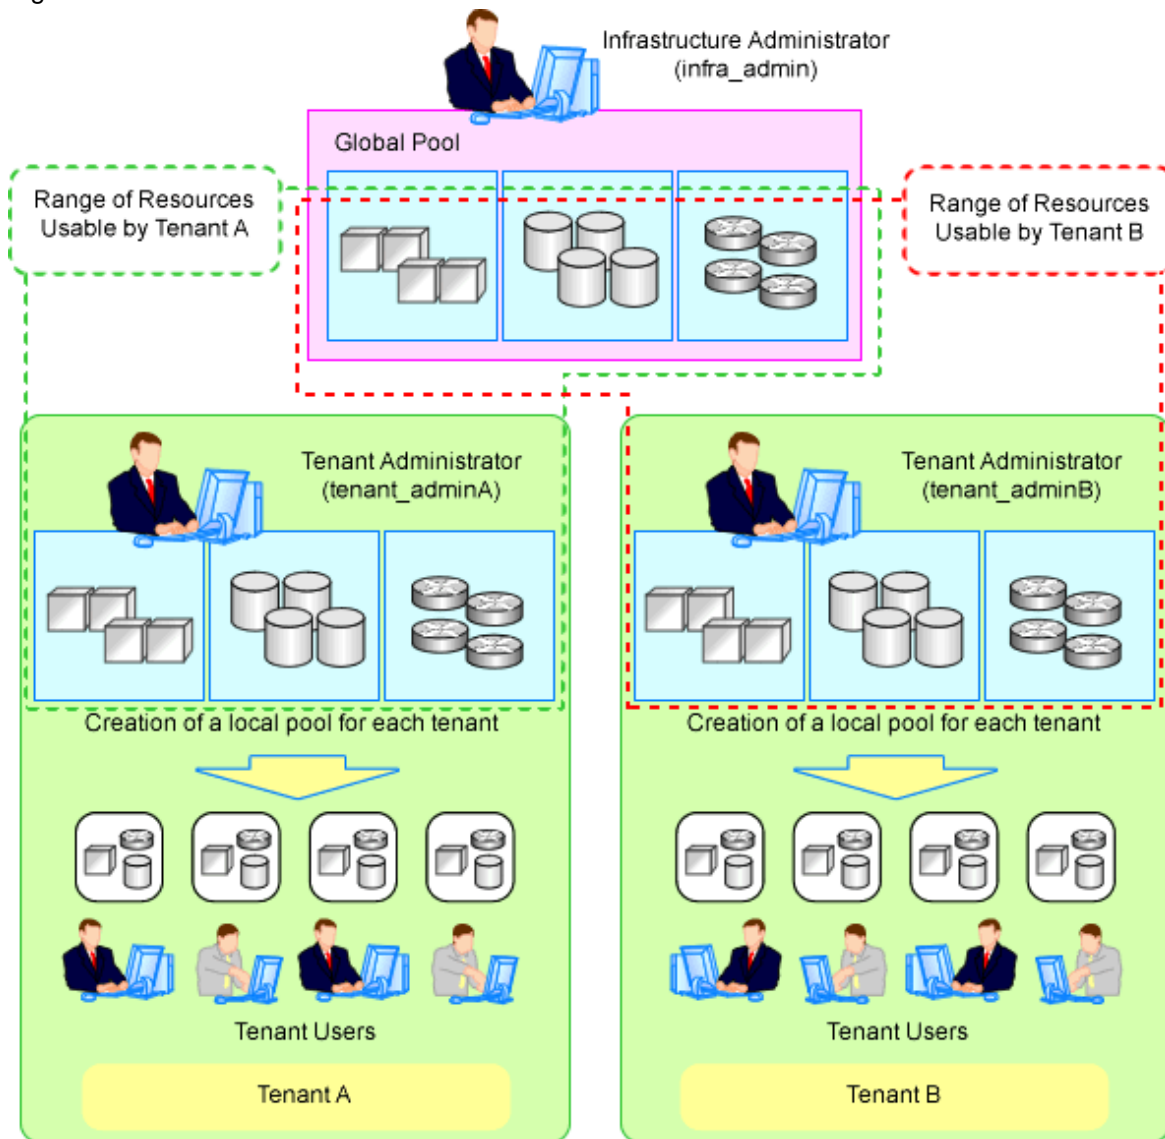 Infrastructure Administrator
(infra_admin)
Global Pool
Range of Resources
Usable by Tenant A
Range of Resources
Usable by Tenant B
Tenant Administrator
(tenant_adminA)
Tenant Administrator
(tenant_adminB)
Creation of a local pool for each tenant
Creation of a local pool for each tenant
Tenant Users
Tenant Users
Tenant A
Tenant B